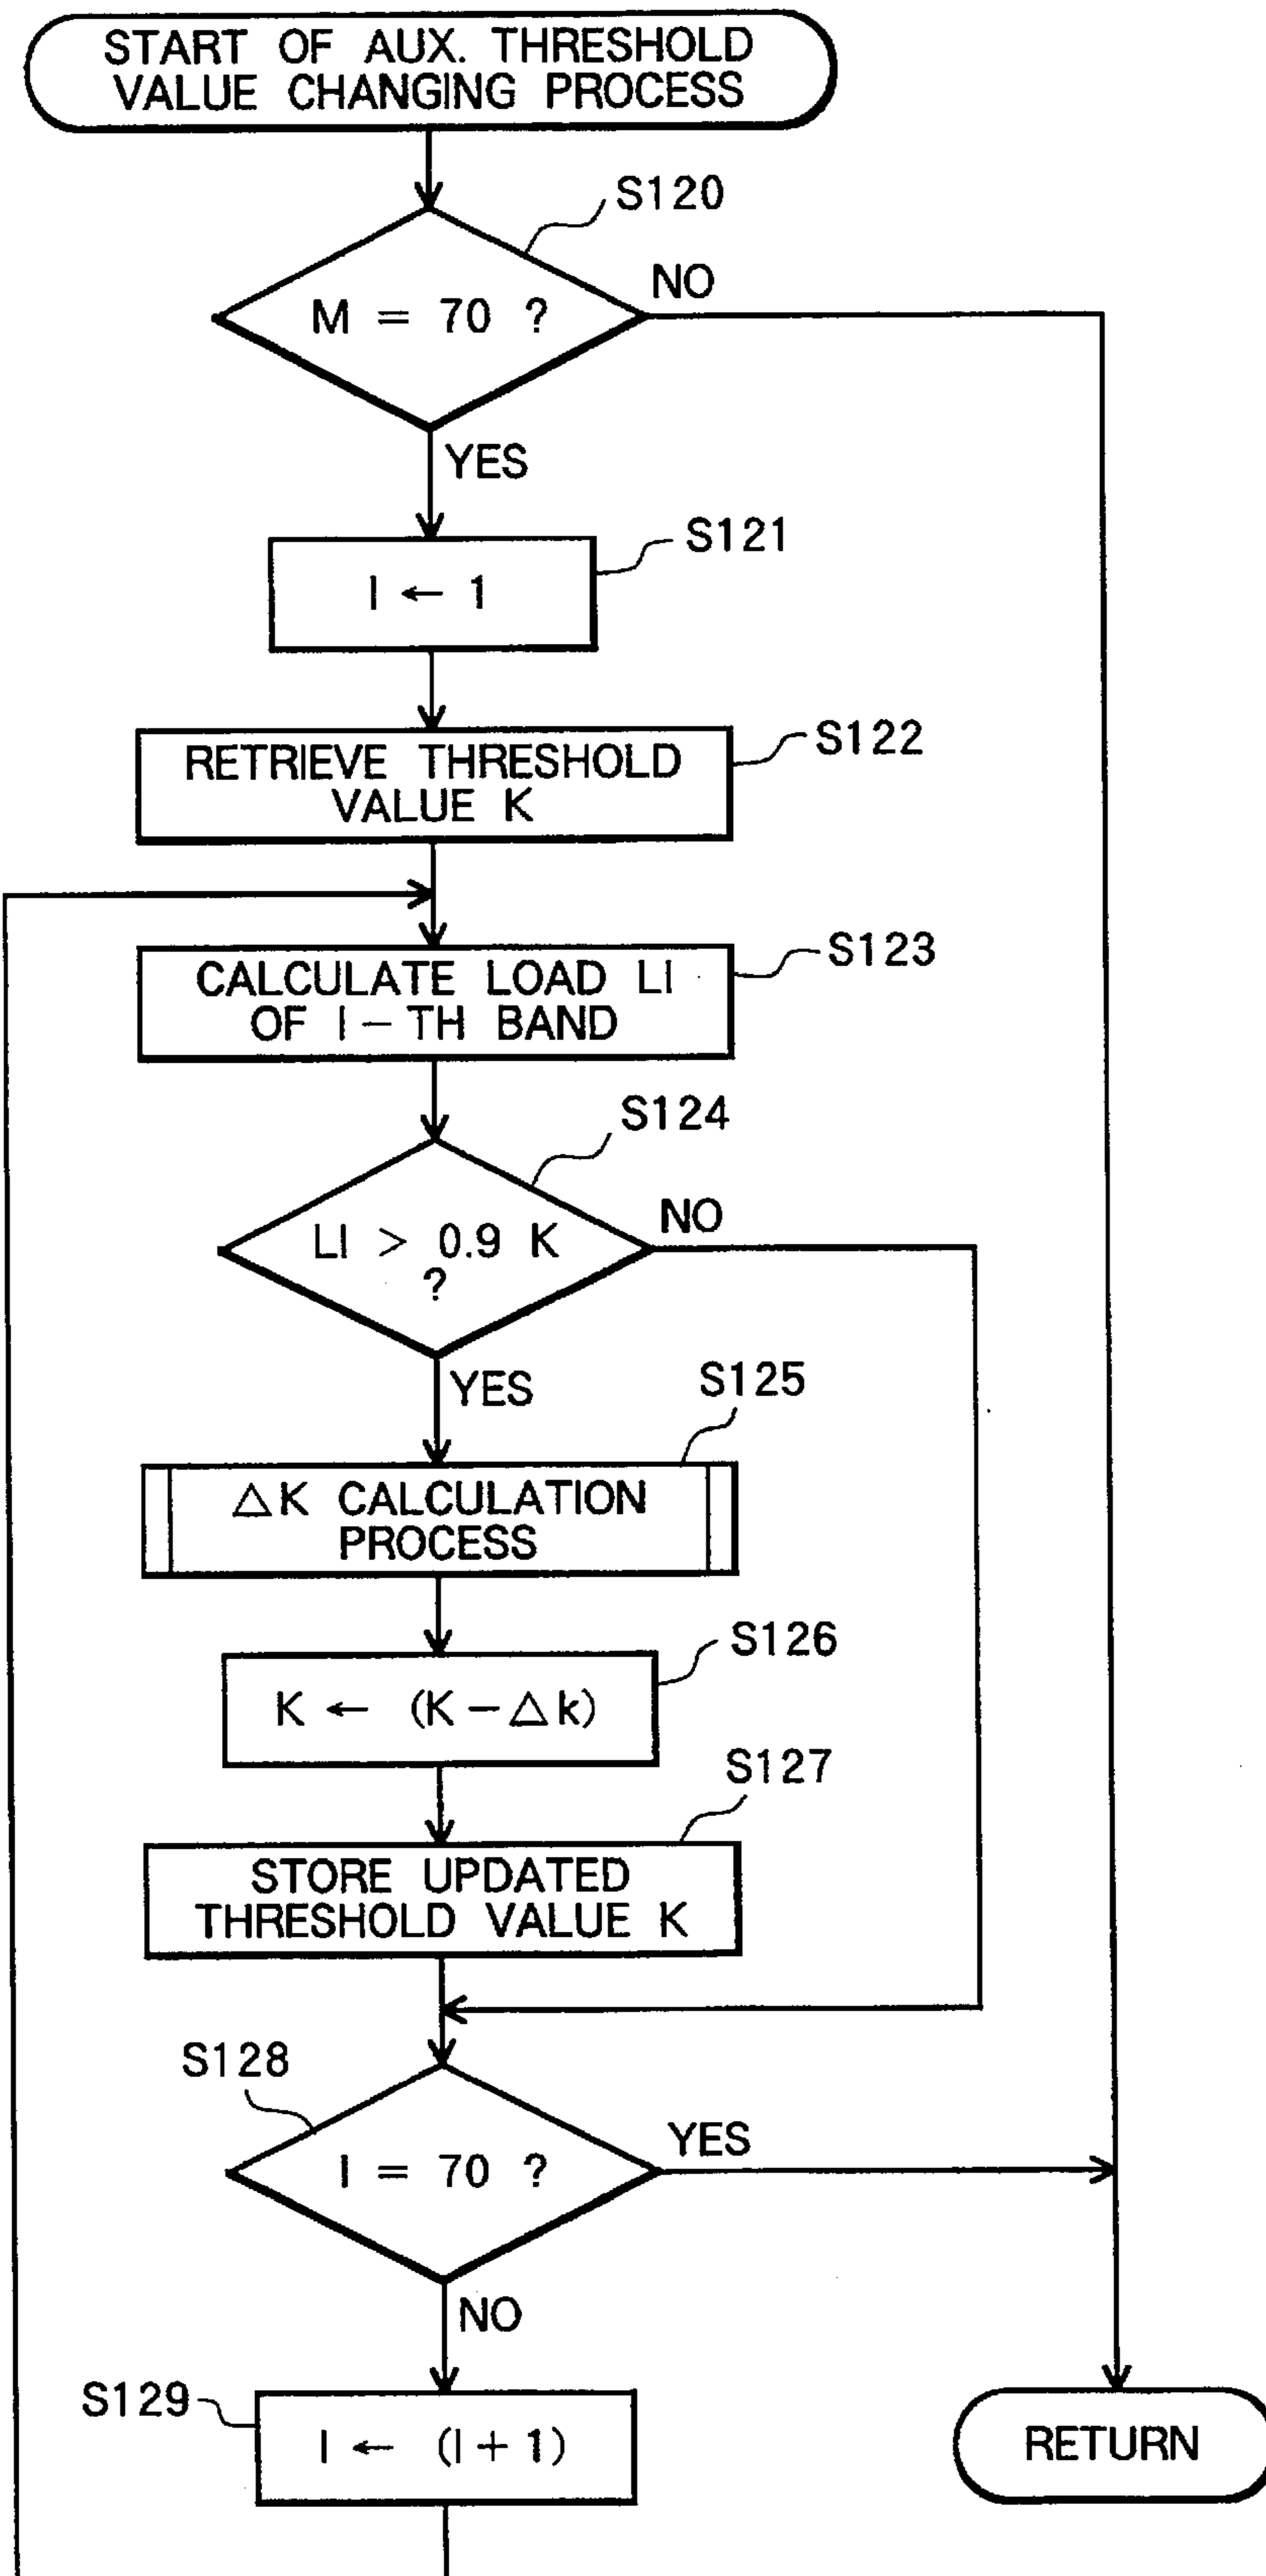 START OF AUX. THRESHOLD
VALUE CHANGING PROCESS
S120
M = 70 ?
NO
YES
S121
I ← 1
S122
RETRIEVE THRESHOLD
VALUE K
S123
CALCULATE LOAD LI
OF I-TH BAND
S124
LI > 0.9 K
?
NO
YES
S125
△K CALCULATION
PROCESS
S126
K ← (K-△k)
S127
STORE UPDATED
THRESHOLD VALUE K
S128
I = 70 ?
YES
NO
S129
I ← (I+1)
RETURN